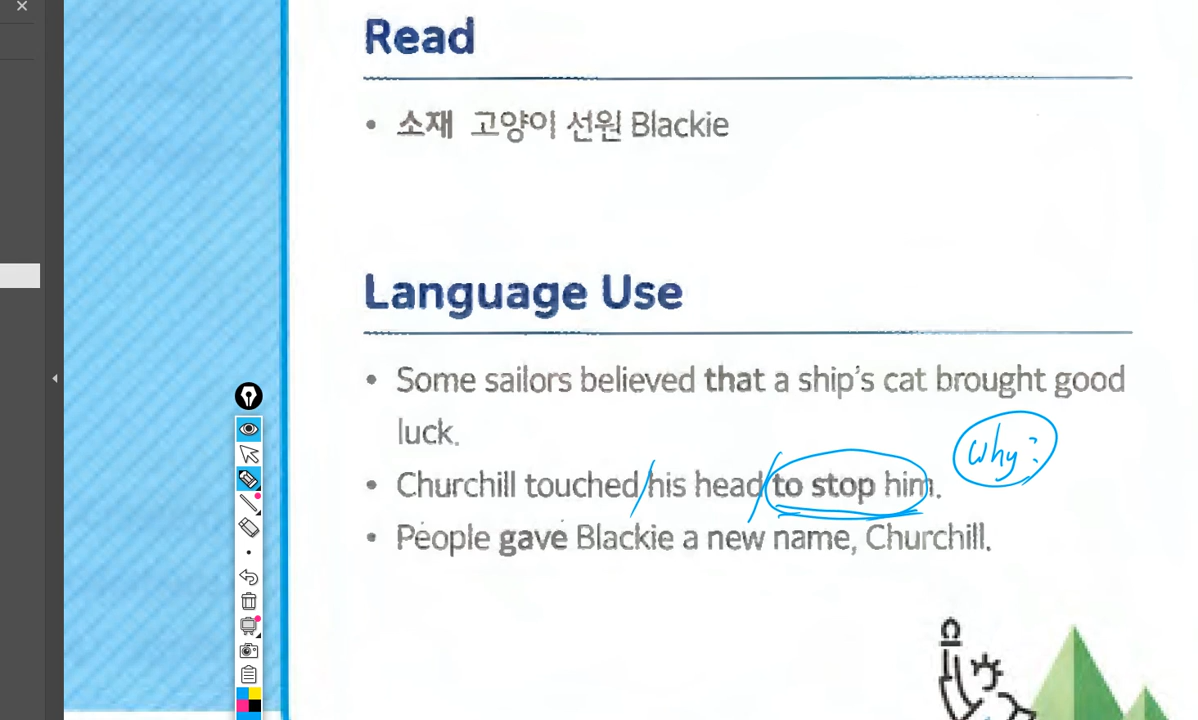 Read
• 소재 고양이 선원 Blackie
Language Use
• Some sailors believed that a ship's cat brought good
luck.
why?
• Churchill touched / his head / to stop him.
• People gave Blackie a new name, Churchill.